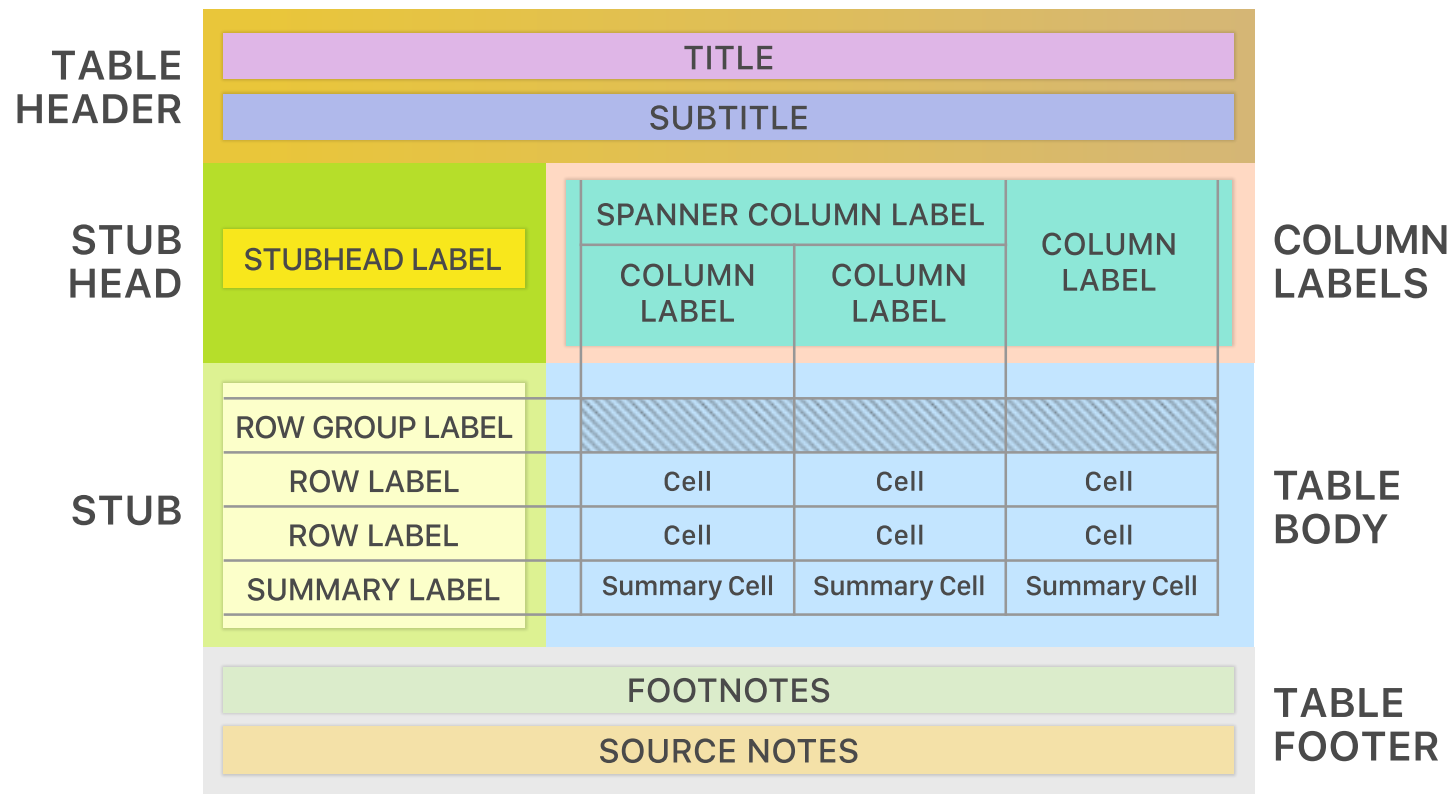 TABLE
HEADER
TITLE
SUBTITLE
STUB
HEAD
STUBHEAD LABEL
SPANNER COLUMN LABEL
COLUMN
LABEL
COLUMN
LABEL
COLUMN
LABEL
COLUMN
LABELS
STUB
ROW GROUP LABEL
ROW LABEL
Cell
Cell
Cell
ROW LABEL
Cell
Cell
Cell
SUMMARY LABEL
Summary Cell
Summary Cell
Summary Cell
TABLE
BODY
FOOTNOTES
SOURCE NOTES
TABLE
FOOTER